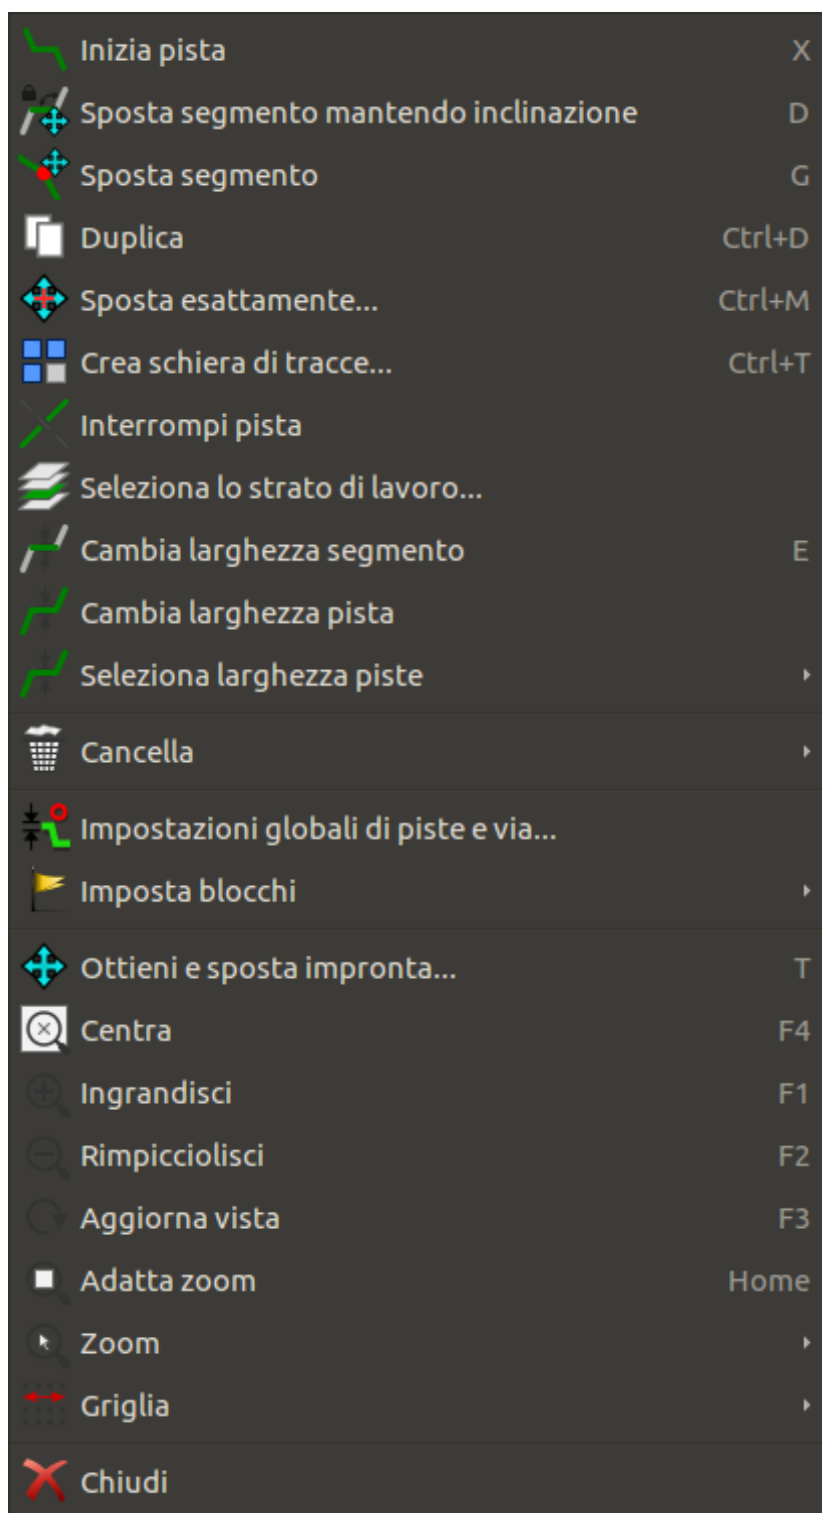 Inizia pista X
Sposta segmento mantendo inclinazione D
Sposta segmento G
Duplica Ctrl+D
Sposta esattamente... Ctrl+M
Crea schiera di tracce... Ctrl+T
Interrompi pista
Seleziona lo strato di lavoro...
Cambia larghezza segmento E
Cambia larghezza pista
Seleziona larghezza piste
Cancella
Impostazioni globali di piste e via...
Imposta blocchi
Ottieni e sposta impronta... T
Centra F4
Ingrandisci F1
Rimpicciolisci F2
Aggiorna vista F3
Adatta zoom Home
Zoom
Griglia
Chiudi